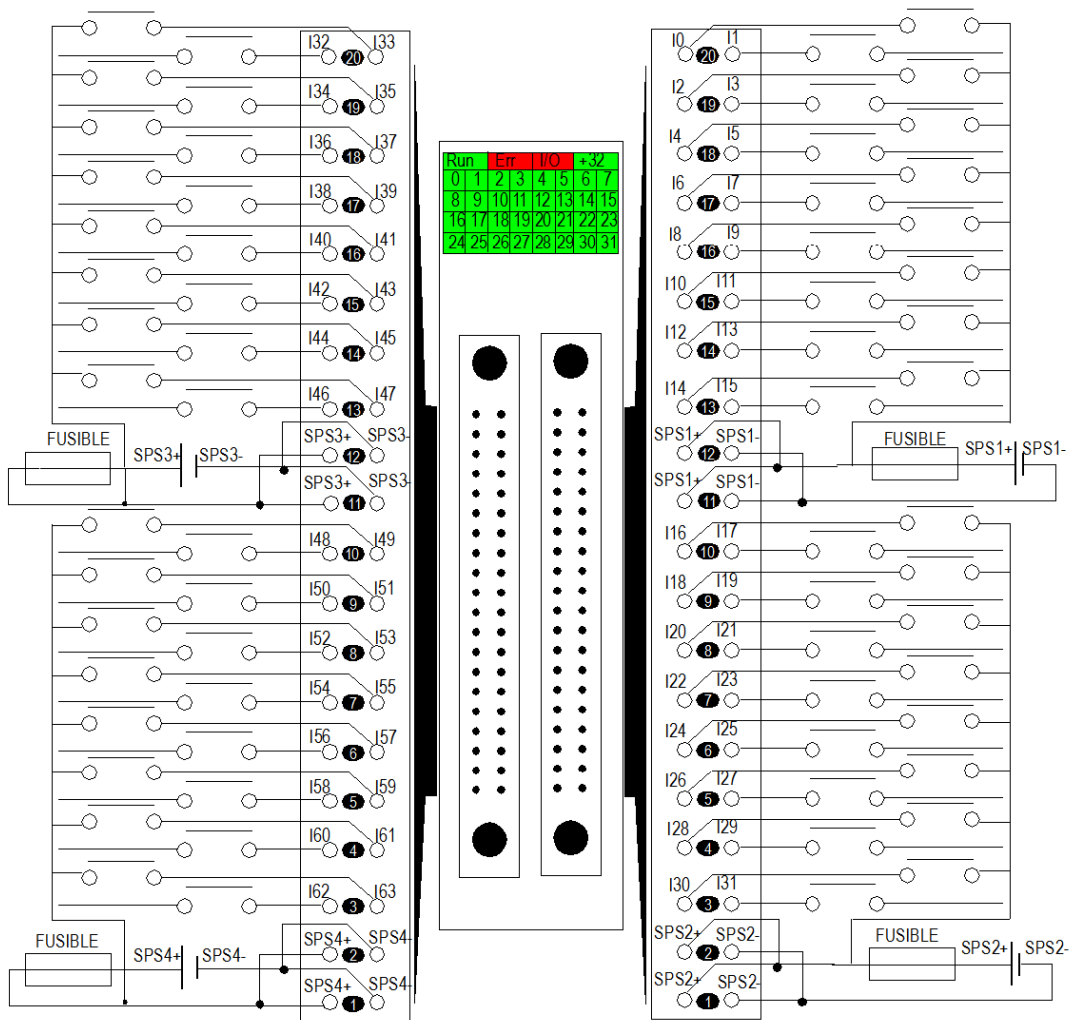 I32 20 I33
I34 19 I35
I36 18 I37
I38 17 I39
I40 16 I41
I42 15 I43
I44 14 I45
I46 13 I47
SPS3+ SPS3-
12
FUSIBLE
SPS3+ SPS3-
SPS3+ SPS3-
11
I48 10 I49
I50 9 I51
I52 8 I53
I54 7 I55
I56 6 I57
I58 5 I59
I60 4 I61
I62 3 I63
SPS4+ SPS4-
2
FUSIBLE
SPS4+ SPS4-
SPS4+ SPS4-
1
Run Err I/O +32
0 1 2 3 4 5 6 7
8 9 10 11 12 13 14 15
16 17 18 19 20 21 22 23
24 25 26 27 28 29 30 31
I0 20 I1
I2 19 I3
I4 18 I5
I6 17 I7
I8 16 I9
I10 15 I11
I12 14 I13
I14 13 I15
SPS1+ SPS1-
12
FUSIBLE
SPS1+ SPS1-
SPS1+ SPS1-
11
I16 10 I17
I18 9 I19
I20 8 I21
I22 7 I23
I24 6 I25
I26 5 I27
I28 4 I29
I30 3 I31
SPS2+ SPS2-
2
FUSIBLE
SPS2+ SPS2-
SPS2+ SPS2-
1